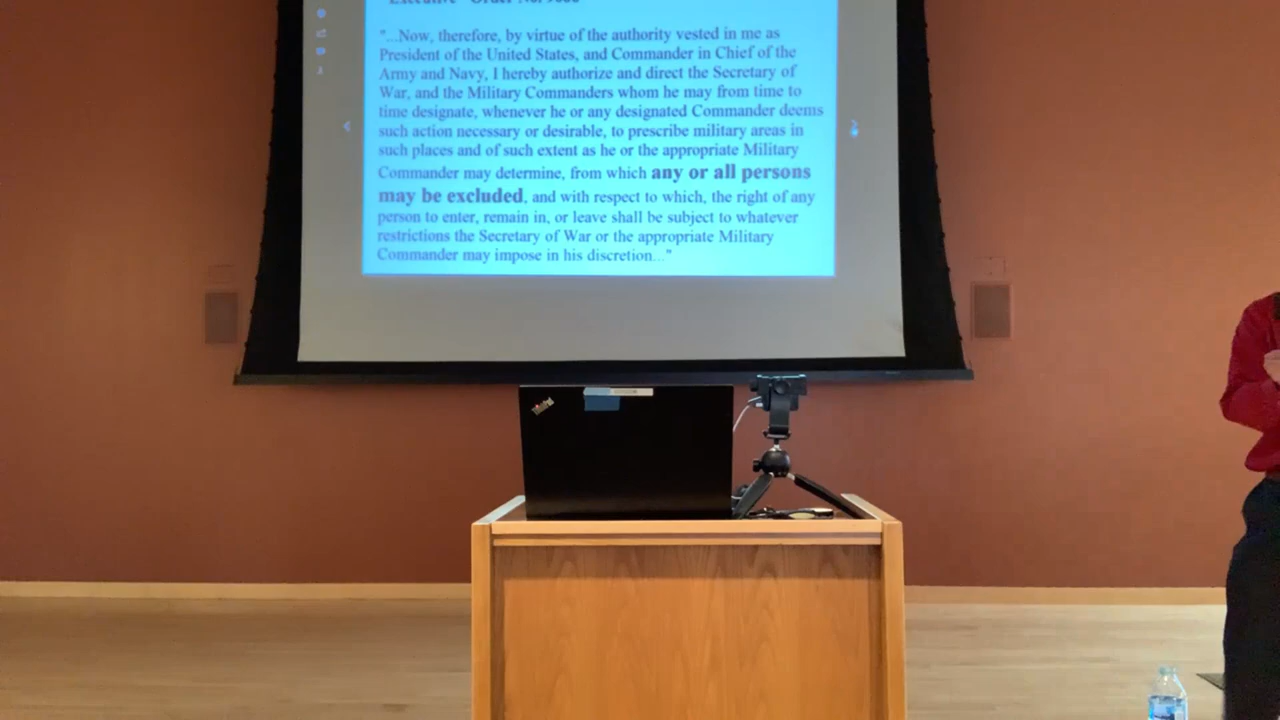 "...Now, therefore, by virtue of the authority vested in me as
President of the United States, and Commander in Chief of the
Army and Navy, I hereby authorize and direct the Secretary of
War, and the Military Commanders whom he may from time to
time designate, whenever he or any designated Commander deems
such action necessary or desirable, to prescribe military areas in
such places and of such extent as he or the appropriate Military
Commander may determine, from which any or all persons
may be excluded, and with respect to which, the right of any
person to enter, remain in, or leave shall be subject to whatever
restrictions the Secretary of War or the appropriate Military
Commander may impose in his discretion..."
ThinkPad